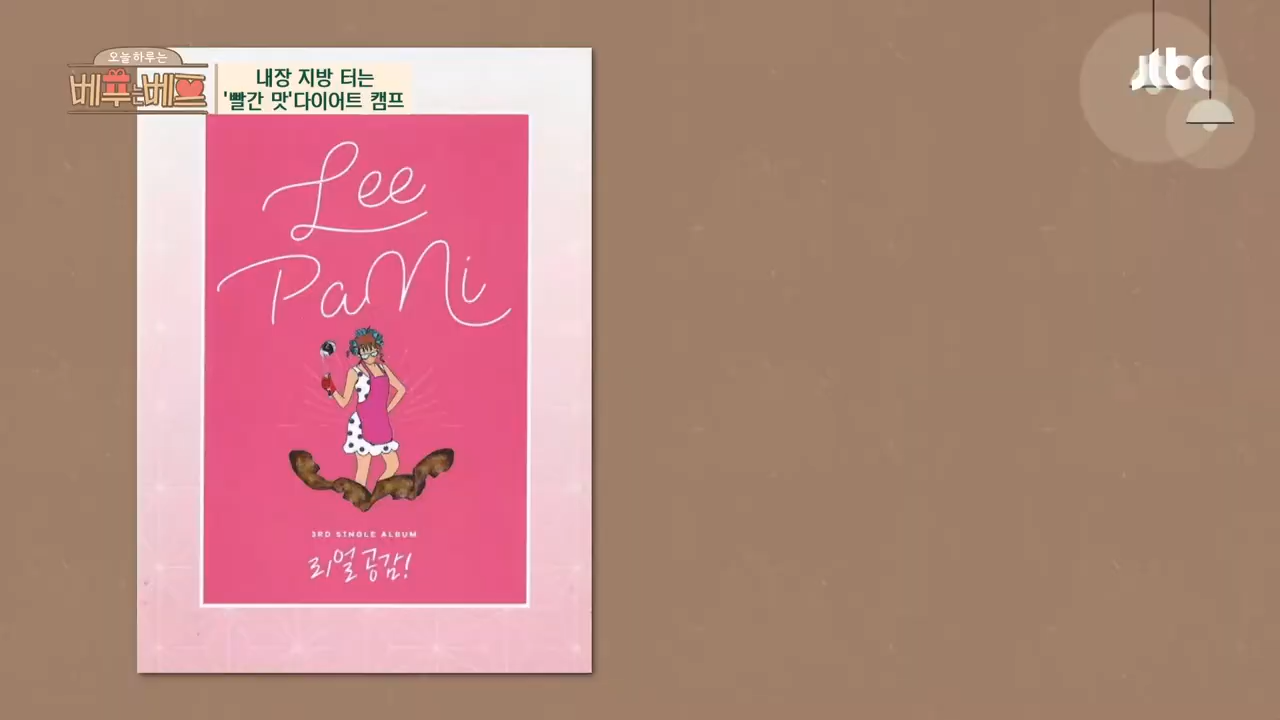 오늘하루는
베푸는베프
내장 지방 터는
'빨간 맛'다이어트 캠프
jtbc
Lee
PaNi
3RD SINGLE ALBUM
리얼공감!